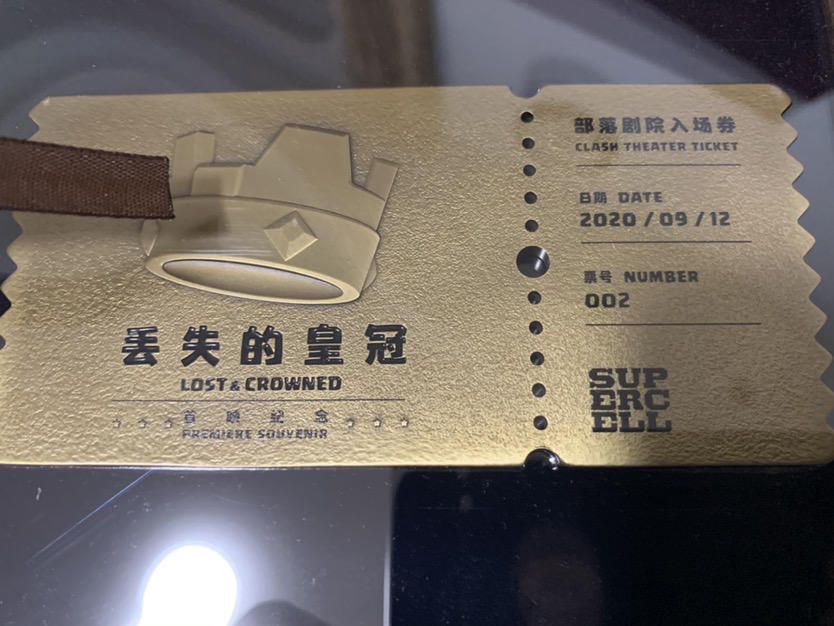 丢失的皇冠
LOST & CROWNED
首映纪念
PREMIERE SOUVENIR
部落剧院入场券
CLASH THEATER TICKET
日期 DATE
2020 / 09 / 12
票号 NUMBER
002
SUP
ERC
ELL